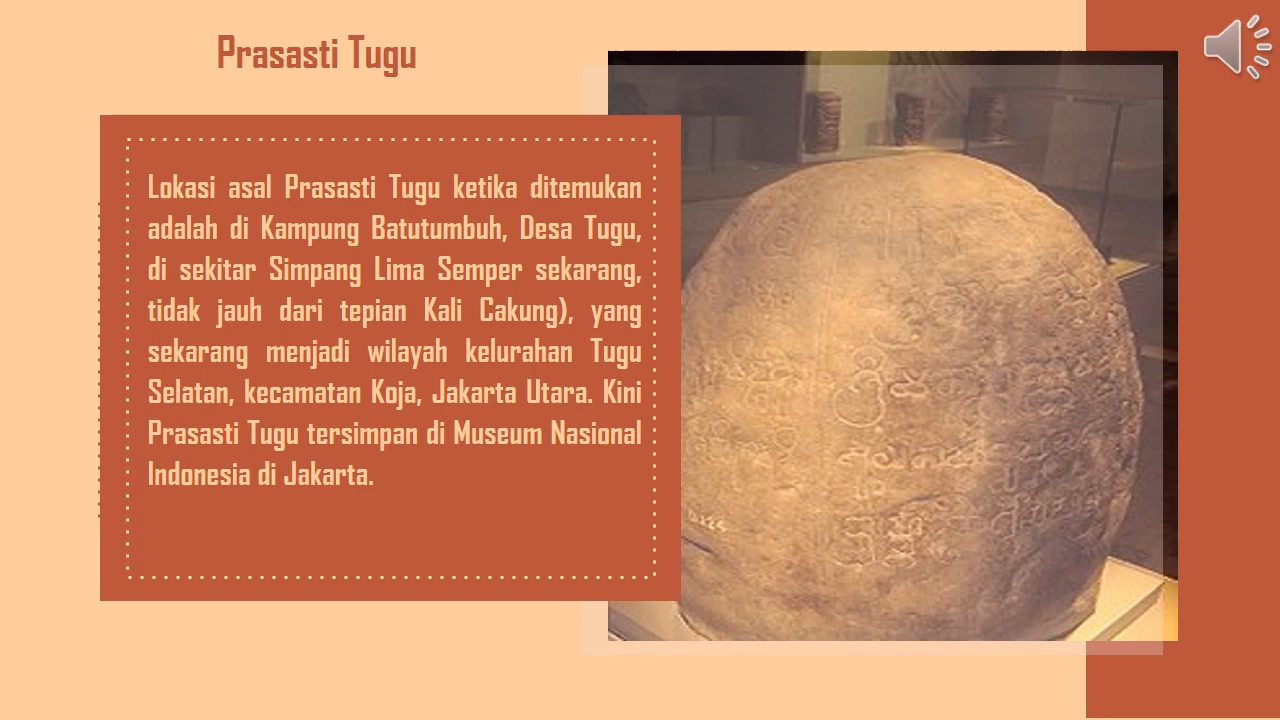 Prasasti Tugu
Lokasi asal Prasasti Tugu ketika ditemukan
adalah di Kampung Batutumbuh, Desa Tugu,
di sekitar Simpang Lima Semper sekarang,
tidak jauh dari tepian Kali Cakung), yang
sekarang menjadi wilayah kelurahan Tugu
Selatan, kecamatan Koja, Jakarta Utara. Kini
Prasasti Tugu tersimpan di Museum Nasional
Indonesia di Jakarta.